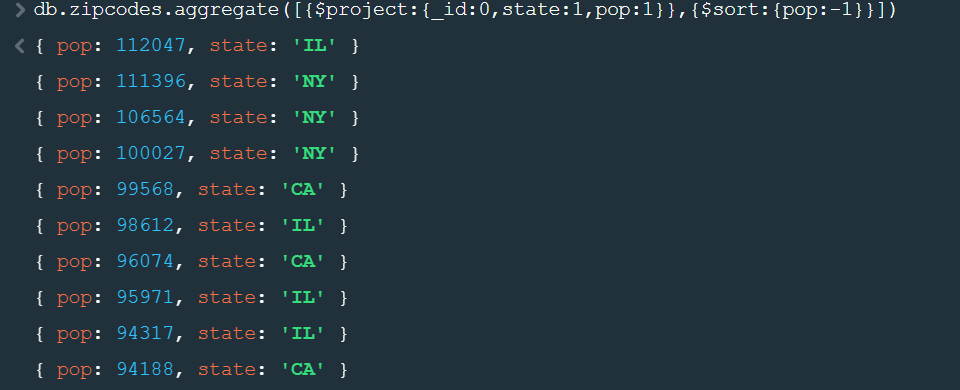 > db.zipcodes.aggregate([{$project:{_id:0,state:1,pop:1}},{$sort:{pop:-1}}])
< { pop: 112047, state: 'IL' }
{ pop: 111396, state: 'NY' }
{ pop: 106564, state: 'NY' }
{ pop: 100027, state: 'NY' }
{ pop: 99568, state: 'CA' }
{ pop: 98612, state: 'IL' }
{ pop: 96074, state: 'CA' }
{ pop: 95971, state: 'IL' }
{ pop: 94317, state: 'IL' }
{ pop: 94188, state: 'CA' }